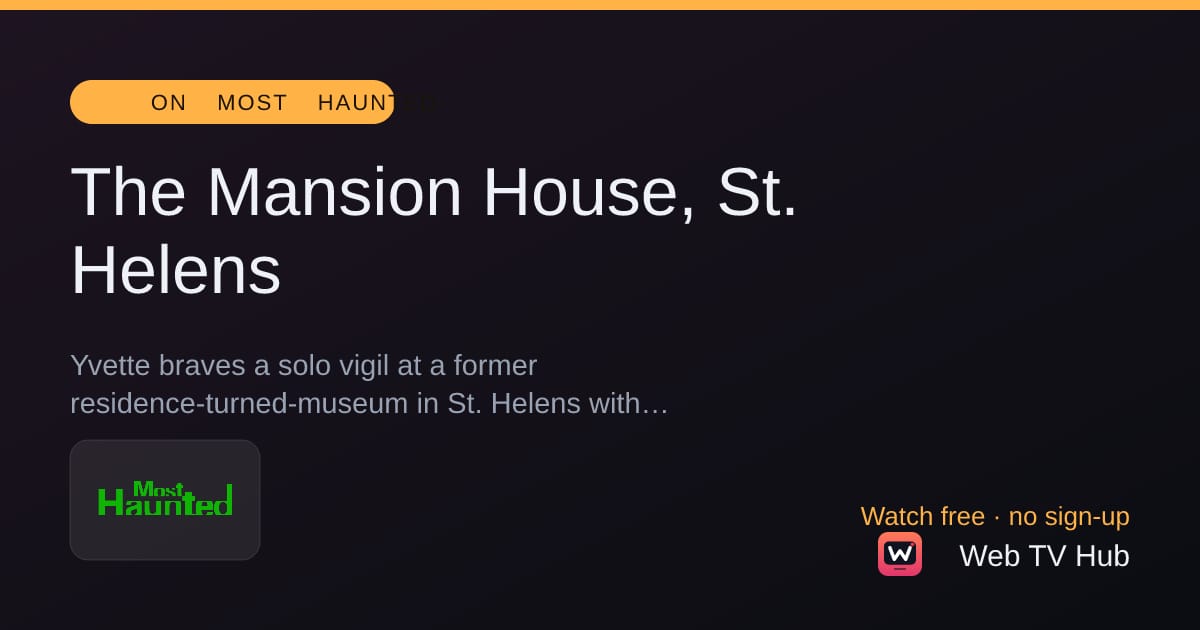 ON MOST HAUNTED
The Mansion House, St.
Helens
Yvette braves a solo vigil at a former
residence-turned-museum in St. Helens with…
Most
Haunted
Watch free · no sign-up
W
Web TV Hub